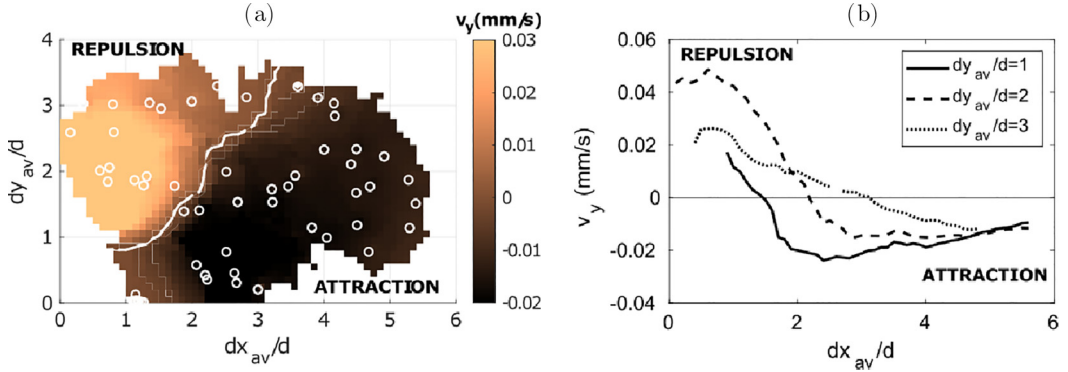 (a)
v_y(mm/s)
REPULSION
ATTRACTION
4
3
2
1
0
0 1 2 3 4 5 6
dy_av/d
dx_av/d
0.03
0.02
0.01
0
-0.01
-0.02
(b)
REPULSION
ATTRACTION
dy_av/d=1
dy_av/d=2
dy_av/d=3
0.06
0.04
0.02
0
-0.02
-0.04
0 2 4 6
v_y (mm/s)
dx_av/d